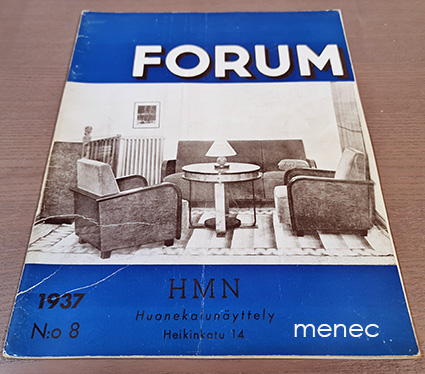 FORUM
1937
N:o 8
HMN
Huonekalunäyttely
Heikinkatu 14
menec